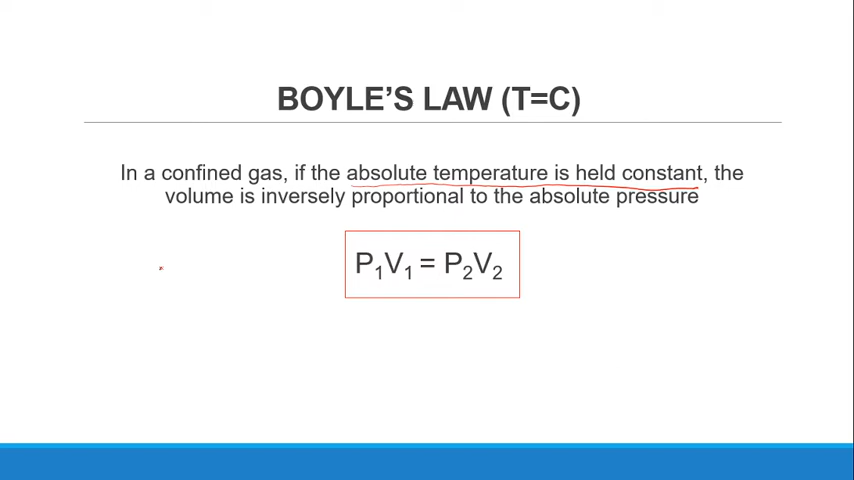 BOYLE'S LAW (T=C)
In a confined gas, if the absolute temperature is held constant, the
volume is inversely proportional to the absolute pressure
P₁V₁ = P₂V₂